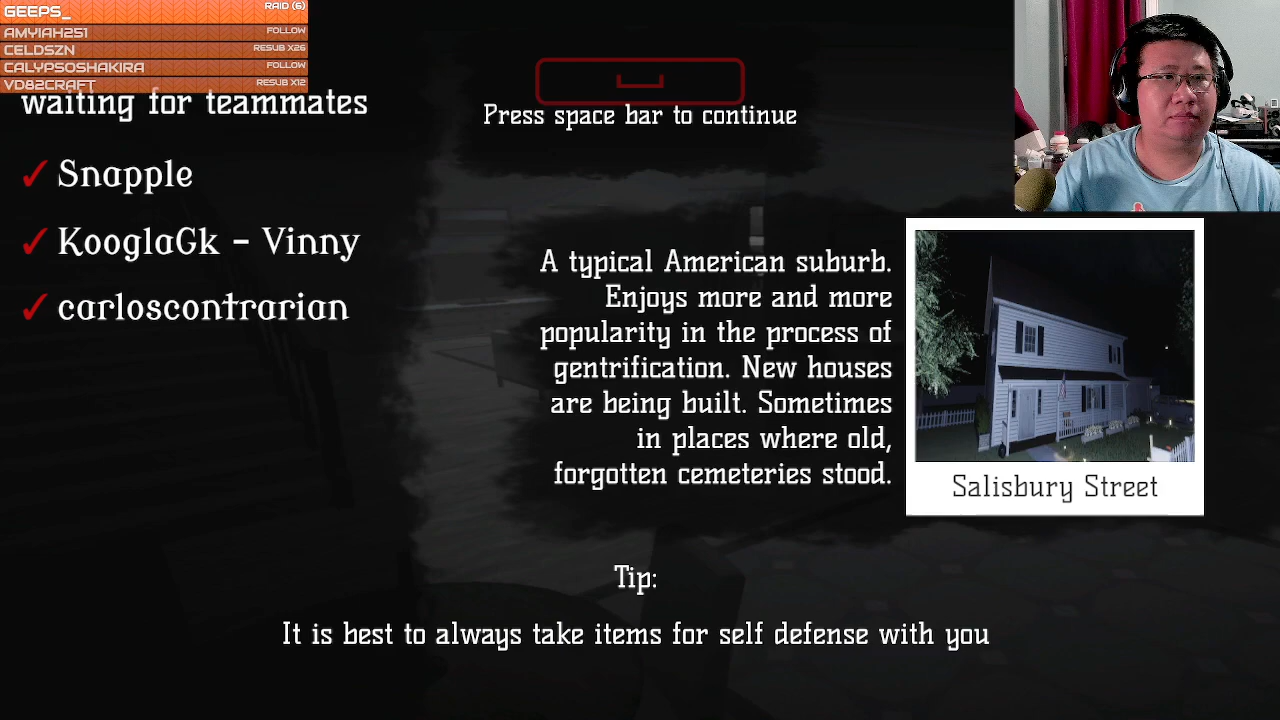 GEEPS_ RAID (6)
AMYIAH251 FOLLOW
CELDSZN RESUB X26
CALYPSOSHAKIRA FOLLOW
VD82CRAFT RESUB X12
waiting for teammates
✓ Snapple
✓ KooglaGk - Vinny
✓ carloscontrarian
Press space bar to continue
A typical American suburb.
Enjoys more and more
popularity in the process of
gentrification. New houses
are being built. Sometimes
in places where old,
forgotten cemeteries stood.
Salisbury Street
Tip:
It is best to always take items for self defense with you